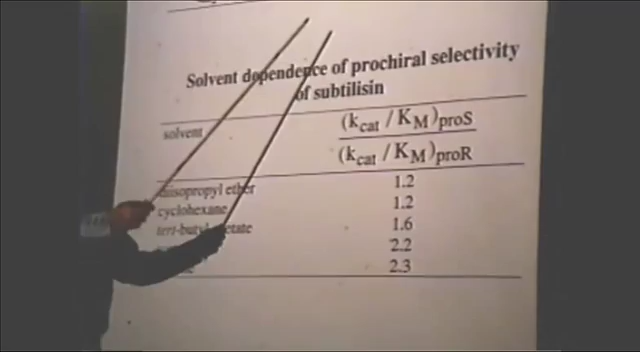 Solvent dependence of prochiral selectivity
of subtilisin
solvent
(kcat / KM)proS
(kcat / KM)proR
diisopropyl ether 1.2
cyclohexane 1.2
tert-butyl acetate 1.6
2.2
2.3